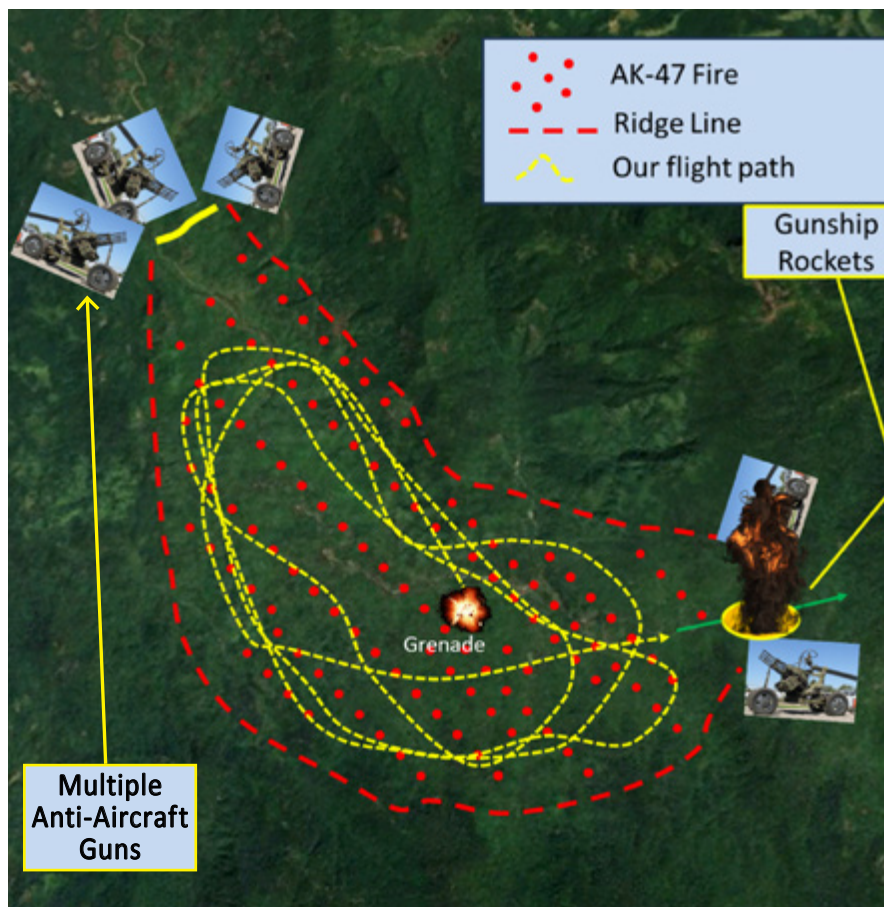 AK-47 Fire
Ridge Line
Our flight path
Gunship
Rockets
Grenade
Multiple
Anti-Aircraft
Guns